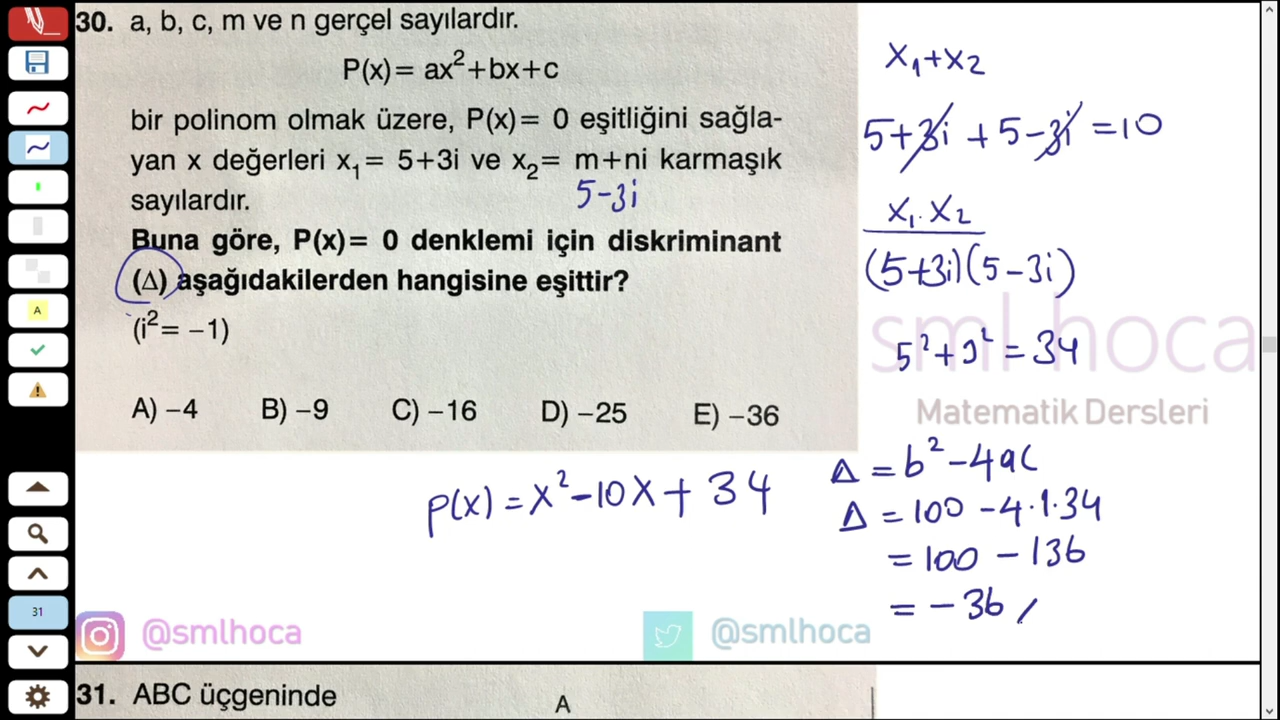 30. a, b, c, m ve n gerçel sayılardır.
P(x)= ax²+bx+c
bir polinom olmak üzere, P(x)= 0 eşitliğini sağla-
yan x değerleri x₁= 5+3i ve x₂= m+ni karmaşık
5-3i
sayılardır.
Buna göre, P(x)= 0 denklemi için diskriminant
(Δ) aşağıdakilerden hangisine eşittir?
(i²= −1)
A) −4 B) −9 C) −16 D) −25 E) −36
P(x) = x²-10x+34
x₁+x₂
5+3i+5-3i=10
x₁.x₂
(5+3i)(5-3i)
5²+3²=34
sml hoca
Matematik Dersleri
Δ = b²-4ac
Δ = 100 -4.1.34
= 100 - 136
= -36
@smlhoca
@smlhoca
31. ABC üçgeninde
A
A
31